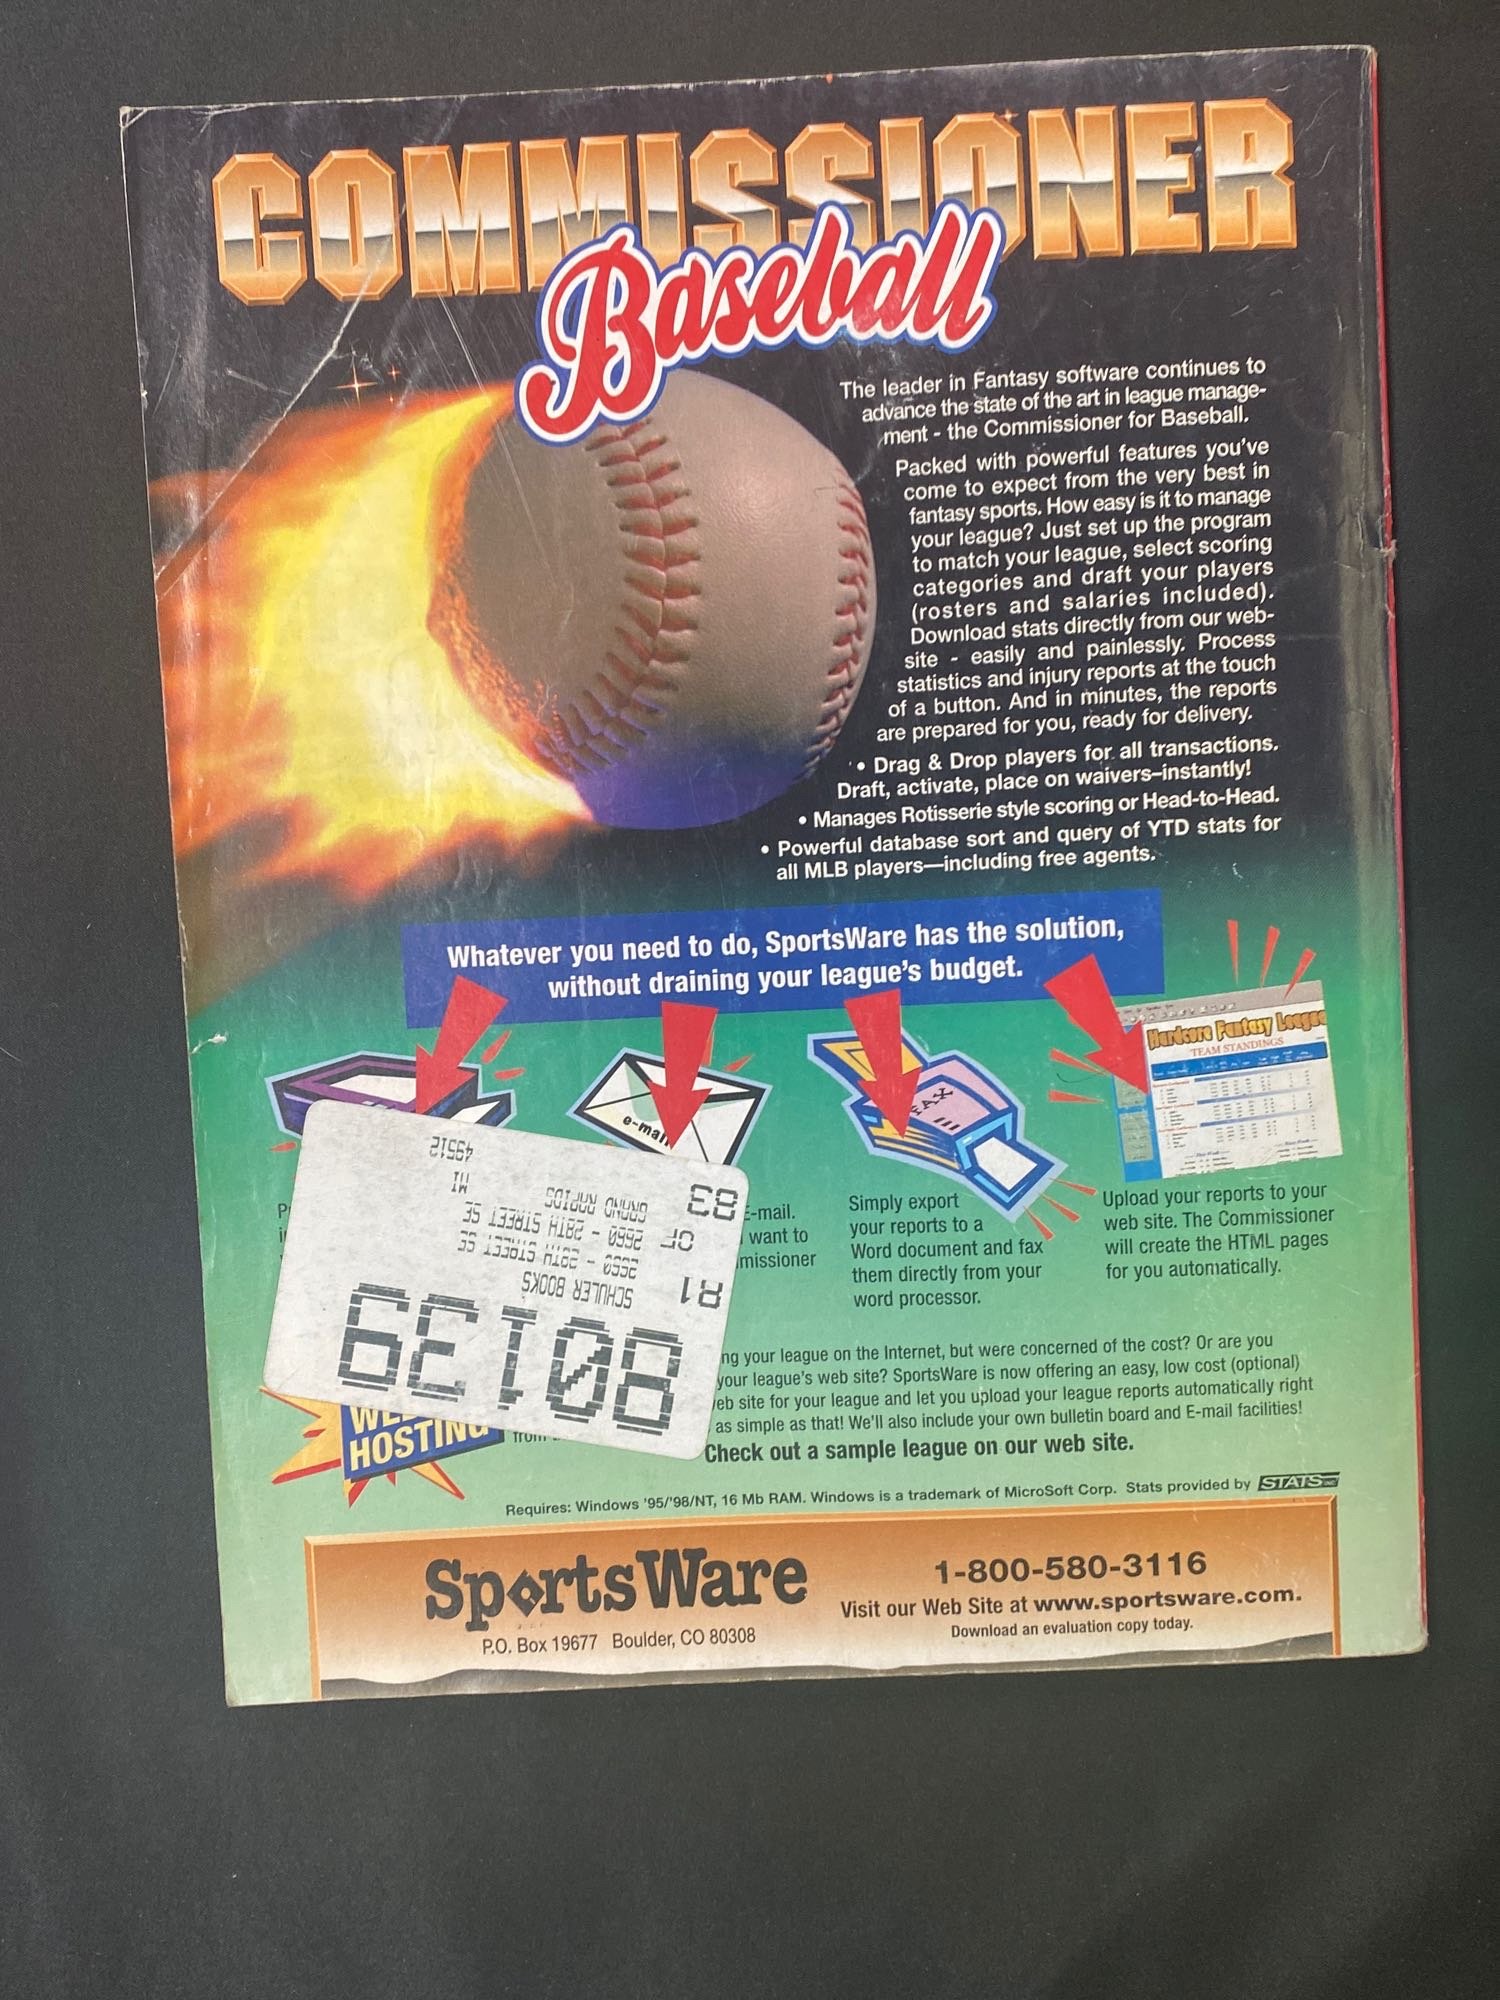 COMMISSIONER
Baseball
The leader in Fantasy software continues to
advance the state of the art in league manage-
ment - the Commissioner for Baseball.
Packed with powerful features you've
come to expect from the very best in
fantasy sports. How easy is it to manage
your league? Just set up the program
to match your league, select scoring
categories and draft your players
(rosters and salaries included).
Download stats directly from our web-
site - easily and painlessly. Process
statistics and injury reports at the touch
of a button. And in minutes, the reports
are prepared for you, ready for delivery.
• Drag & Drop players for all transactions.
Draft, activate, place on waivers–instantly!
• Manages Rotisserie style scoring or Head-to-Head.
• Powerful database sort and query of YTD stats for
all MLB players—including free agents.
Whatever you need to do, SportsWare has the solution,
without draining your league's budget.
e-mail
FAX
Hardcore Fantasy League
TEAM STANDINGS
E-mail.
want to
Simply export
your reports to a
Word document and fax
them directly from your
word processor.
Upload your reports to your
web site. The Commissioner
will create the HTML pages
for you automatically.
80139
81
OF
83
SCHULER BOOKS
2660 - 28TH STREET SE
2660 - 28TH STREET SE
GRAND RAPIDS
MI
49512
your league on the Internet, but were concerned of the cost? Or are you
your league's web site? SportsWare is now offering an easy, low cost (optional)
site for your league and let you upload your league reports automatically right
as simple as that! We'll also include your own bulletin board and E-mail facilities!
Check out a sample league on our web site.
HOSTING
Requires: Windows '95/'98/NT, 16 Mb RAM. Windows is a trademark of MicroSoft Corp. Stats provided by STATS INC
SportsWare
P.O. Box 19677 Boulder, CO 80308
1-800-580-3116
Visit our Web Site at www.sportsware.com.
Download an evaluation copy today.